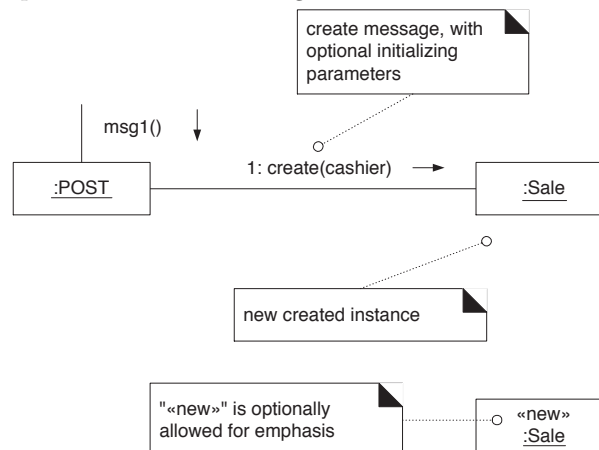 create message, with
optional initializing
parameters
msg1()
1: create(cashier)
:POST
:Sale
new created instance
"«new»" is optionally
allowed for emphasis
«new»
:Sale